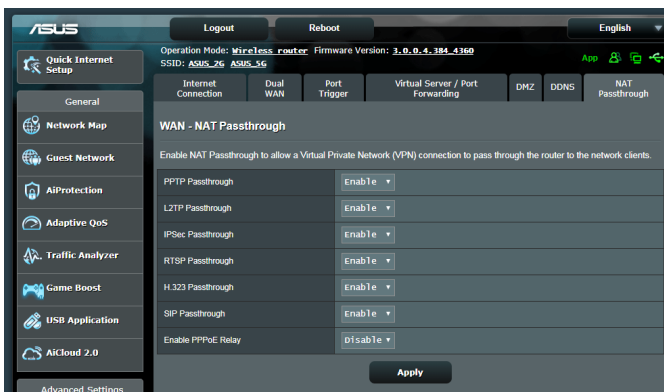 ASUS
Logout
Reboot
English
Quick Internet
Setup
Operation Mode: Wireless router Firmware Version: 3.0.0.4.384_4360
SSID: ASUS_2G ASUS_5G
App
General
Network Map
Guest Network
AiProtection
Adaptive QoS
Traffic Analyzer
Game Boost
USB Application
AiCloud 2.0
Advanced Settings
Internet
Connection
Dual
WAN
Port
Trigger
Virtual Server / Port
Forwarding
DMZ
DDNS
NAT
Passthrough
WAN - NAT Passthrough
Enable NAT Passthrough to allow a Virtual Private Network (VPN) connection to pass through the router to the network clients.
PPTP Passthrough Enable
L2TP Passthrough Enable
IPSec Passthrough Enable
RTSP Passthrough Enable
H.323 Passthrough Enable
SIP Passthrough Enable
Enable PPPoE Relay Disable
Apply